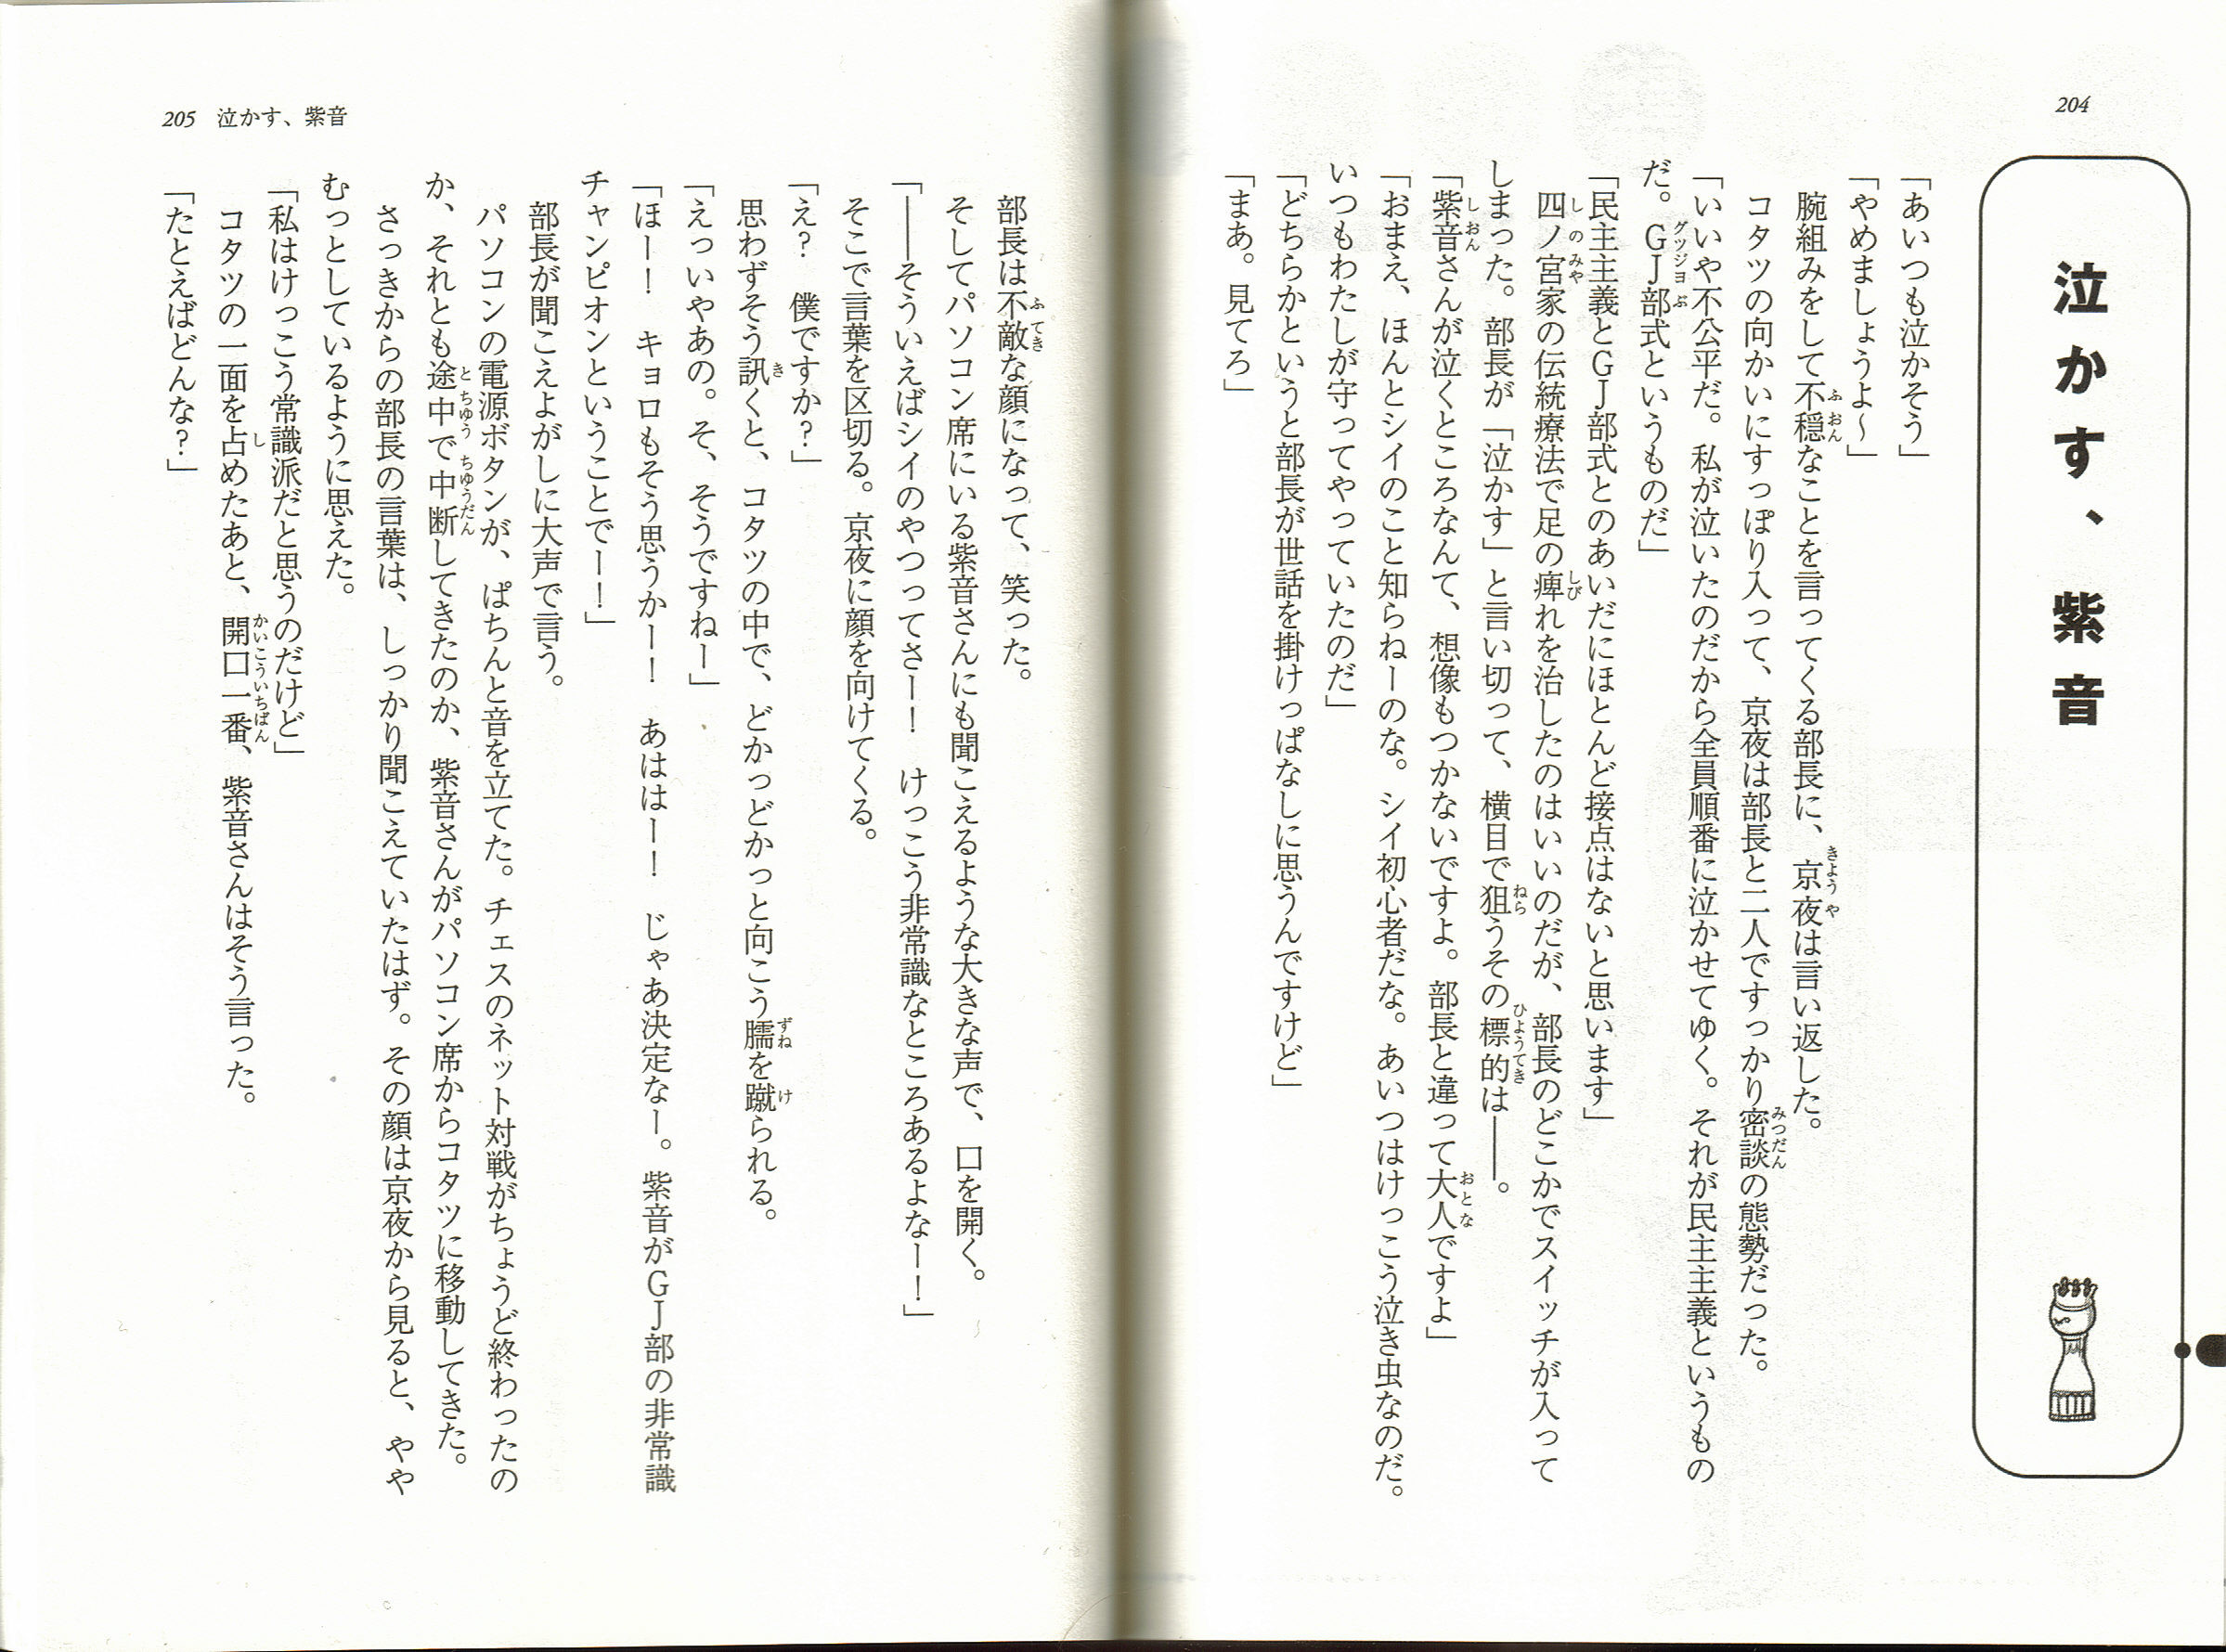 204
泣かす、紫音
「あいつも泣かそう」
「やめましょうよ～」
腕組みをして不穏なことを言ってくる部長に、京夜は言い返した。
コタツの向かいにすっぽり入って、京夜は部長と二人ですっかり密談の態勢だった。
「いいや不公平だ。私が泣いたのだから全員順番に泣かせてゆく。それが民主主義というもの
だ。ＧＪ部式というものだ」
「民主主義とＧＪ部式とのあいだにほとんど接点はないと思います」
四ノ宮家の伝統療法で足の痺れを治したのはいいのだが、部長のどこかでスイッチが入って
しまった。部長が「泣かす」と言い切って、横目で狙うその標的は――。
「紫音さんが泣くところなんて、想像もつかないですよ。部長と違って大人ですよ」
「おまえ、ほんとシイのこと知らねーのな。シイ初心者だな。あいつはけっこう泣き虫なのだ。
いつもわたしが守ってやっていたのだ」
「どちらかというと部長が世話を掛けっぱなしに思うんですけど」
「まあ。見てろ」
205 泣かす、紫音
部長は不敵な顔になって、笑った。
そしてパソコン席にいる紫音さんにも聞こえるような大きな声で、口を開く。
「――そういえばシイのやつってさー！　けっこう非常識なところあるよなー！」
そこで言葉を区切る。京夜に顔を向けてくる。
「え？　僕ですか？」
思わずそう訊くと、コタツの中で、どかっどかっと向こう臑を蹴られる。
「えっいやあの。そ、そうですねー」
「ほー！　キョロもそう思うかー！　あはは―！　じゃあ決定なー。紫音がＧＪ部の非常識
チャンピオンということでー！」
部長が聞こえよがしに大声で言う。
パソコンの電源ボタンが、ぱちんと音を立てた。チェスのネット対戦がちょうど終わったの
か、それとも途中で中断してきたのか、紫音さんがパソコン席からコタツに移動してきた。
さっきからの部長の言葉は、しっかり聞こえていたはず。その顔は京夜から見ると、やや
むっとしているように思えた。
「私はけっこう常識派だと思うのだけど」
コタツの一面を占めたあと、開口一番、紫音さんはそう言った。
「たとえばどんな？」